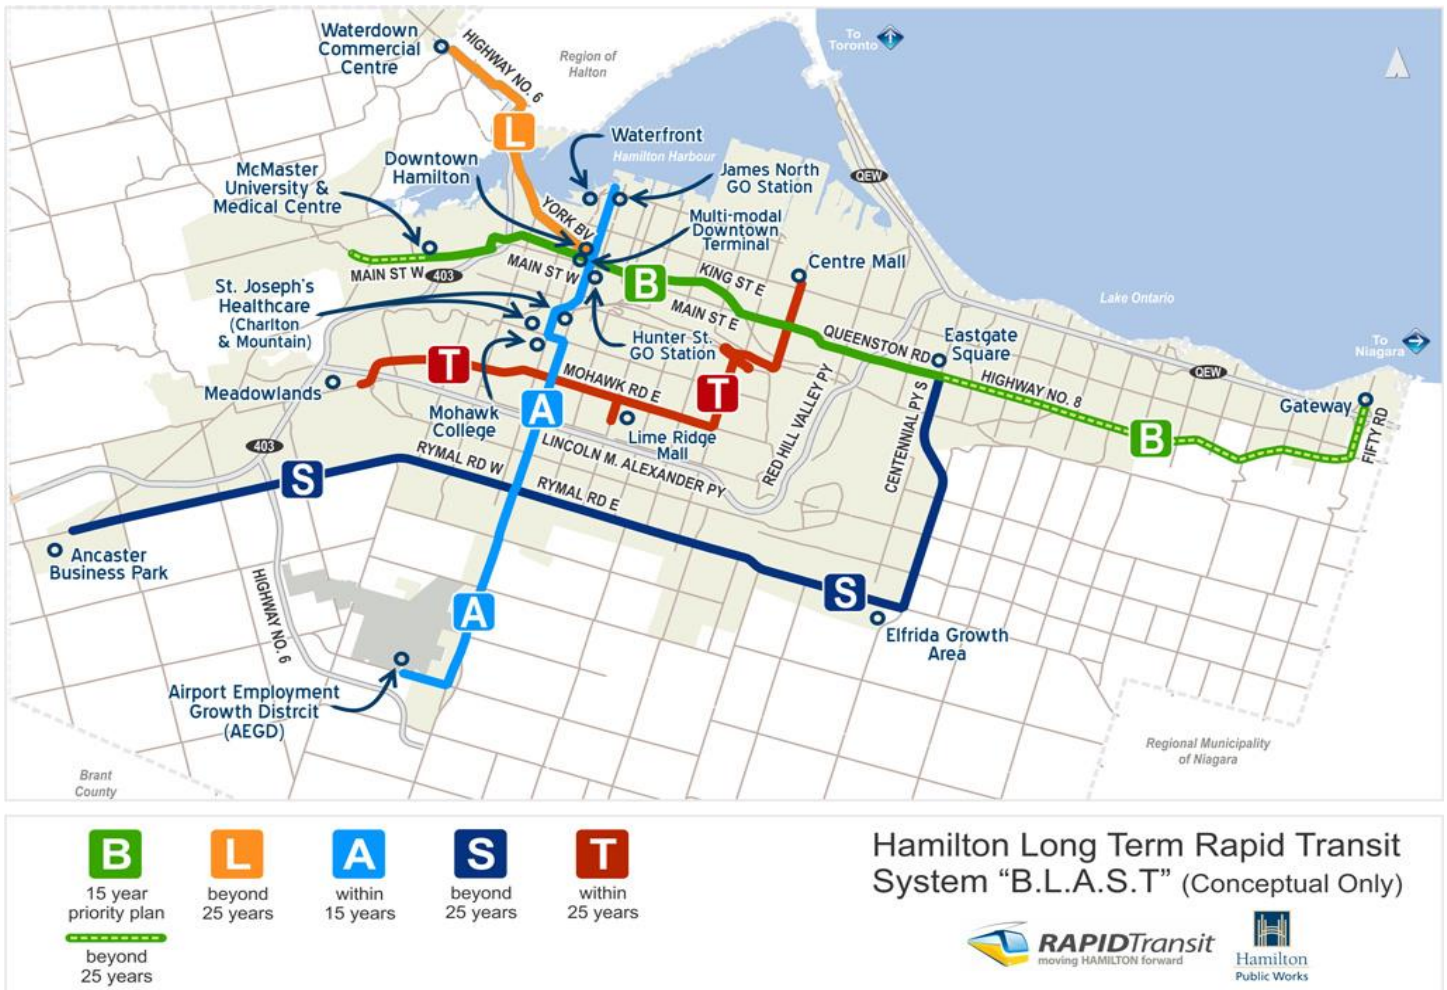 Waterdown
Commercial
Centre
HIGHWAY NO. 6
Region of
Halton
To
Toronto
L
Waterfront
Hamilton Harbour
Downtown
Hamilton
McMaster
University &
Medical Centre
James North
GO Station
QEW
YORK BV
Multi-modal
Downtown
Terminal
MAIN ST W
403
MAIN ST W
B
KING ST E
Centre Mall
St. Joseph's
Healthcare
(Charlton
& Mountain)
MAIN ST E
Lake Ontario
Hunter St.
GO Station
QUEENSTON RD
Eastgate
Square
To
Niagara
T
MOHAWK RD E
T
QEW
HIGHWAY NO. 8
Meadowlands
Gateway
Mohawk
College
A
Lime Ridge
Mall
RED HILL VALLEY PY
CENTENNIAL PY S
B
FIFTY RD
403
LINCOLN M. ALEXANDER PY
RYMAL RD W
S
RYMAL RD E
Ancaster
Business Park
S
HIGHWAY NO. 6
A
Elfrida Growth
Area
Airport Employment
Growth Distrcit
(AEGD)
Regional Municipality
of Niagara
Brant
County
B
15 year
priority plan
beyond
25 years
L
beyond
25 years
A
within
15 years
S
beyond
25 years
T
within
25 years
Hamilton Long Term Rapid Transit
System “B.L.A.S.T” (Conceptual Only)
RAPIDTransit
moving HAMILTON forward
Hamilton
Public Works